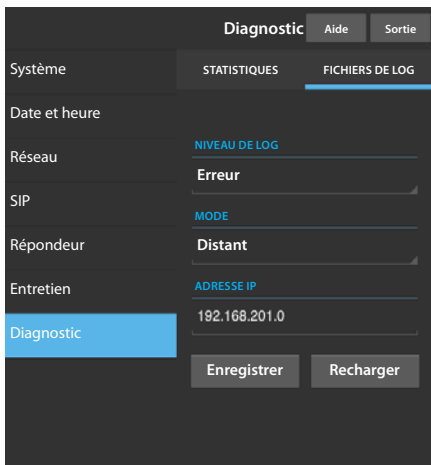 Diagnostic Aide Sortie
Système
Date et heure
Réseau
SIP
Répondeur
Entretien
Diagnostic
STATISTIQUES FICHIERS DE LOG
NIVEAU DE LOG
Erreur
MODE
Distant
ADRESSE IP
192.168.201.0
Enregistrer Recharger